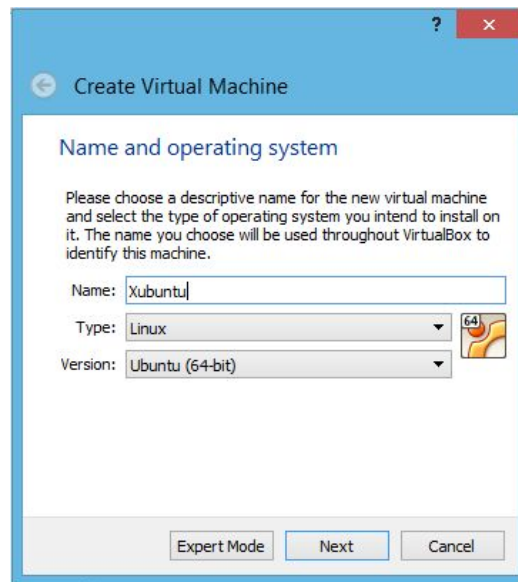 ?
Create Virtual Machine
Name and operating system
Please choose a descriptive name for the new virtual machine
and select the type of operating system you intend to install on
it. The name you choose will be used throughout VirtualBox to
identify this machine.
Name: Xubuntu
Type: Linux
64
Version: Ubuntu (64-bit)
Expert Mode Next Cancel